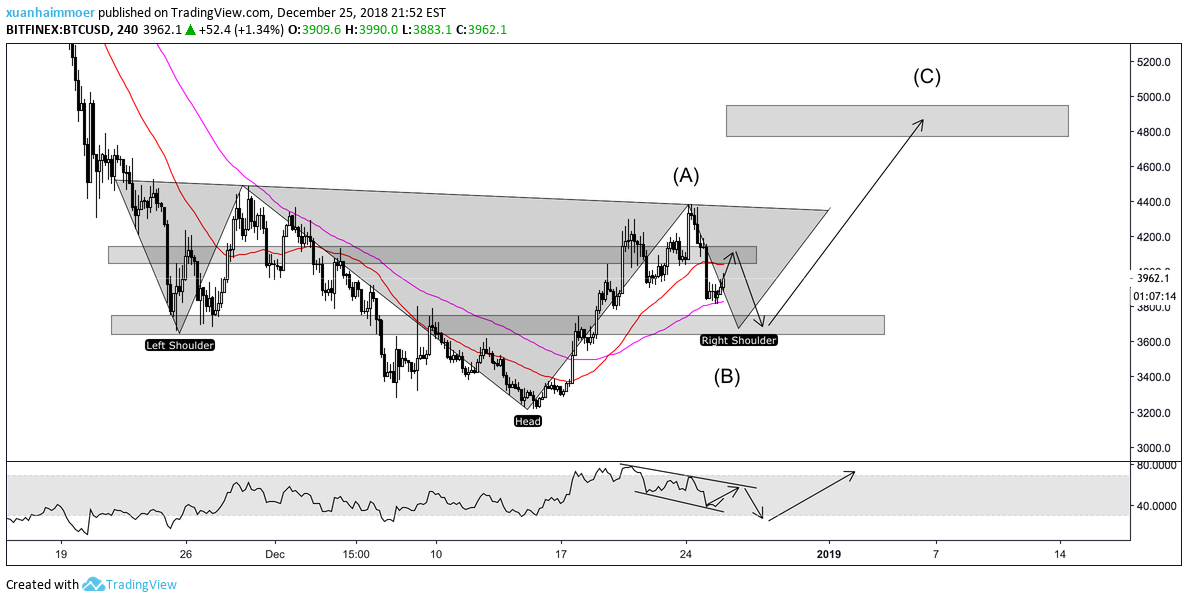 xuanhaimmoer published on TradingView.com, December 25, 2018 21:52 EST
BITFINEX:BTCUSD, 240 3962.1 ▲ +52.4 (+1.34%) O:3909.6 H:3990.0 L:3883.1 C:3962.1
5200.0
(C)
5000.0
4800.0
4600.0
(A)
4400.0
4200.0
4000.0
3962.1
01:07:14
3800.0
Left Shoulder
Right Shoulder
3600.0
(B)
3400.0
Head
3200.0
3000.0
80.0000
40.0000
19 26 Dec 15:00 10 17 24 2019 7 14
Created with TradingView